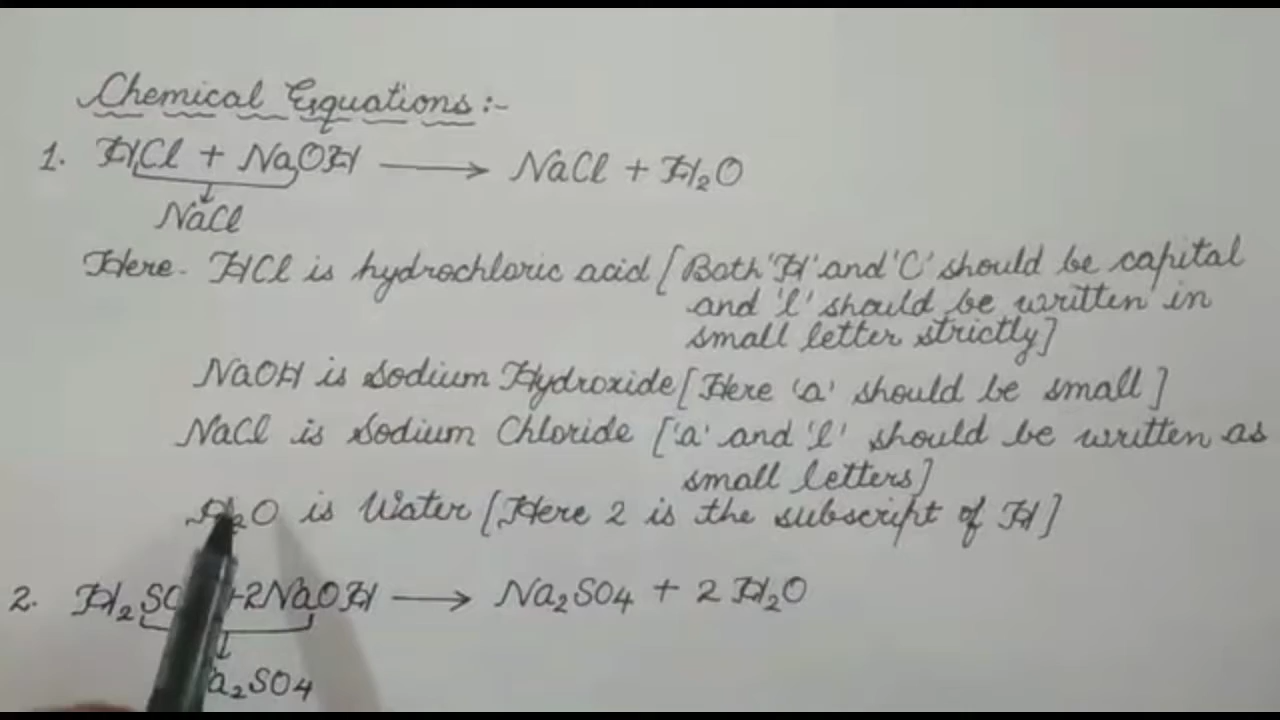 Chemical Equations:-
1. HCl + NaOH ⟶ NaCl + H₂O
NaCl
Here- HCl is hydrochloric acid [Both 'H' and 'C' should be capital
and 'l' should be written in
small letter strictly]
NaOH is Sodium Hydroxide [Here 'a' should be small]
NaCl is Sodium Chloride ['a' and 'l' should be written as
small letters]
H₂O is Water [Here 2 is the subscript of H]
2. H₂SO +2NaOH ⟶ Na₂SO₄ + 2H₂O
a₂SO₄